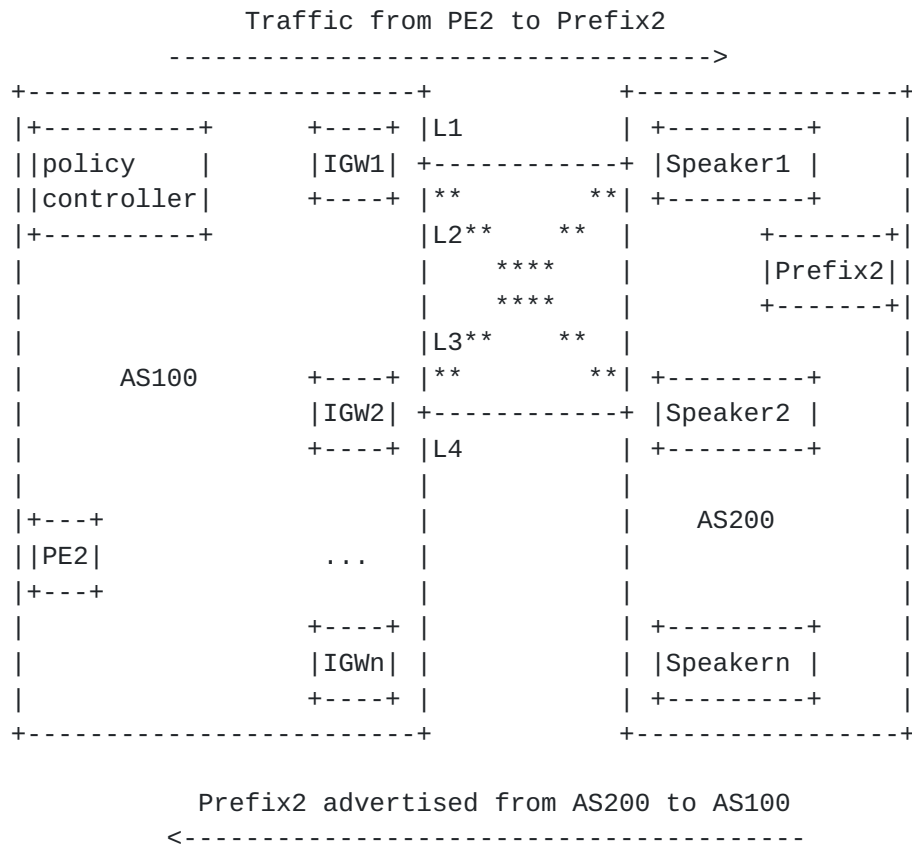 Traffic from PE2 to Prefix2
----------------------------------->
+-------------------------+            +-----------------+
|+----------+      +----+ |L1          | +---------+     |
||policy    |      |IGW1| +------------+ |Speaker1 |     |
||controller|      +----+ |**        **| +---------+     |
|+----------+             |L2**    **  |        +-------+|
|                         |    ****    |        |Prefix2||
|                         |    ****    |        +-------+|
|                         |L3**    **  |                 |
|      AS100       +----+ |**        **| +---------+     |
|                  |IGW2| +------------+ |Speaker2 |     |
|                  +----+ |L4          | +---------+     |
|                         |            |                 |
|+---+                    |            |    AS200        |
||PE2|              ...   |            |                 |
|+---+                    |            |                 |
|                  +----+ |            | +---------+     |
|                  |IGWn| |            | |Speakern |     |
|                  +----+ |            | +---------+     |
+-------------------------+            +-----------------+
Prefix2 advertised from AS200 to AS100
<----------------------------------------